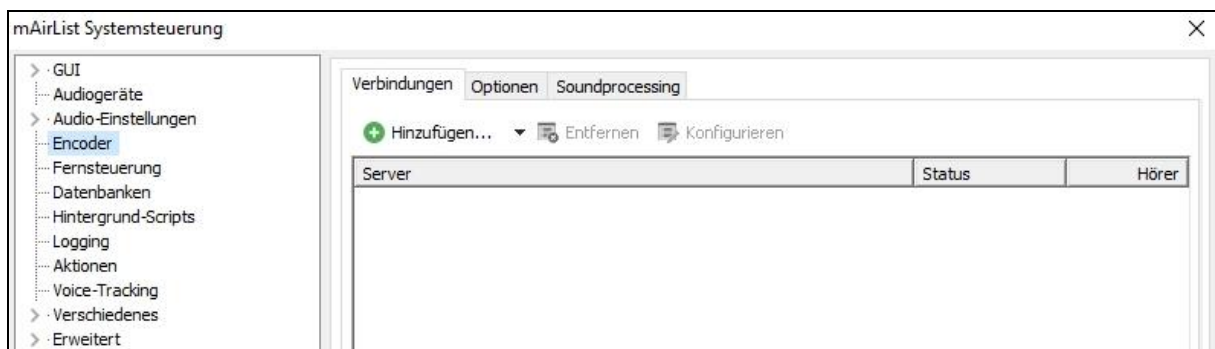 mAirList Systemsteuerung
GUI
Audiogeräte
Audio-Einstellungen
Encoder
Fernsteuerung
Datenbanken
Hintergrund-Scripts
Logging
Aktionen
Voice-Tracking
Verschiedenes
Erweitert
Verbindungen Optionen Soundprocessing
Hinzufügen... Entfernen Konfigurieren
Server Status Hörer